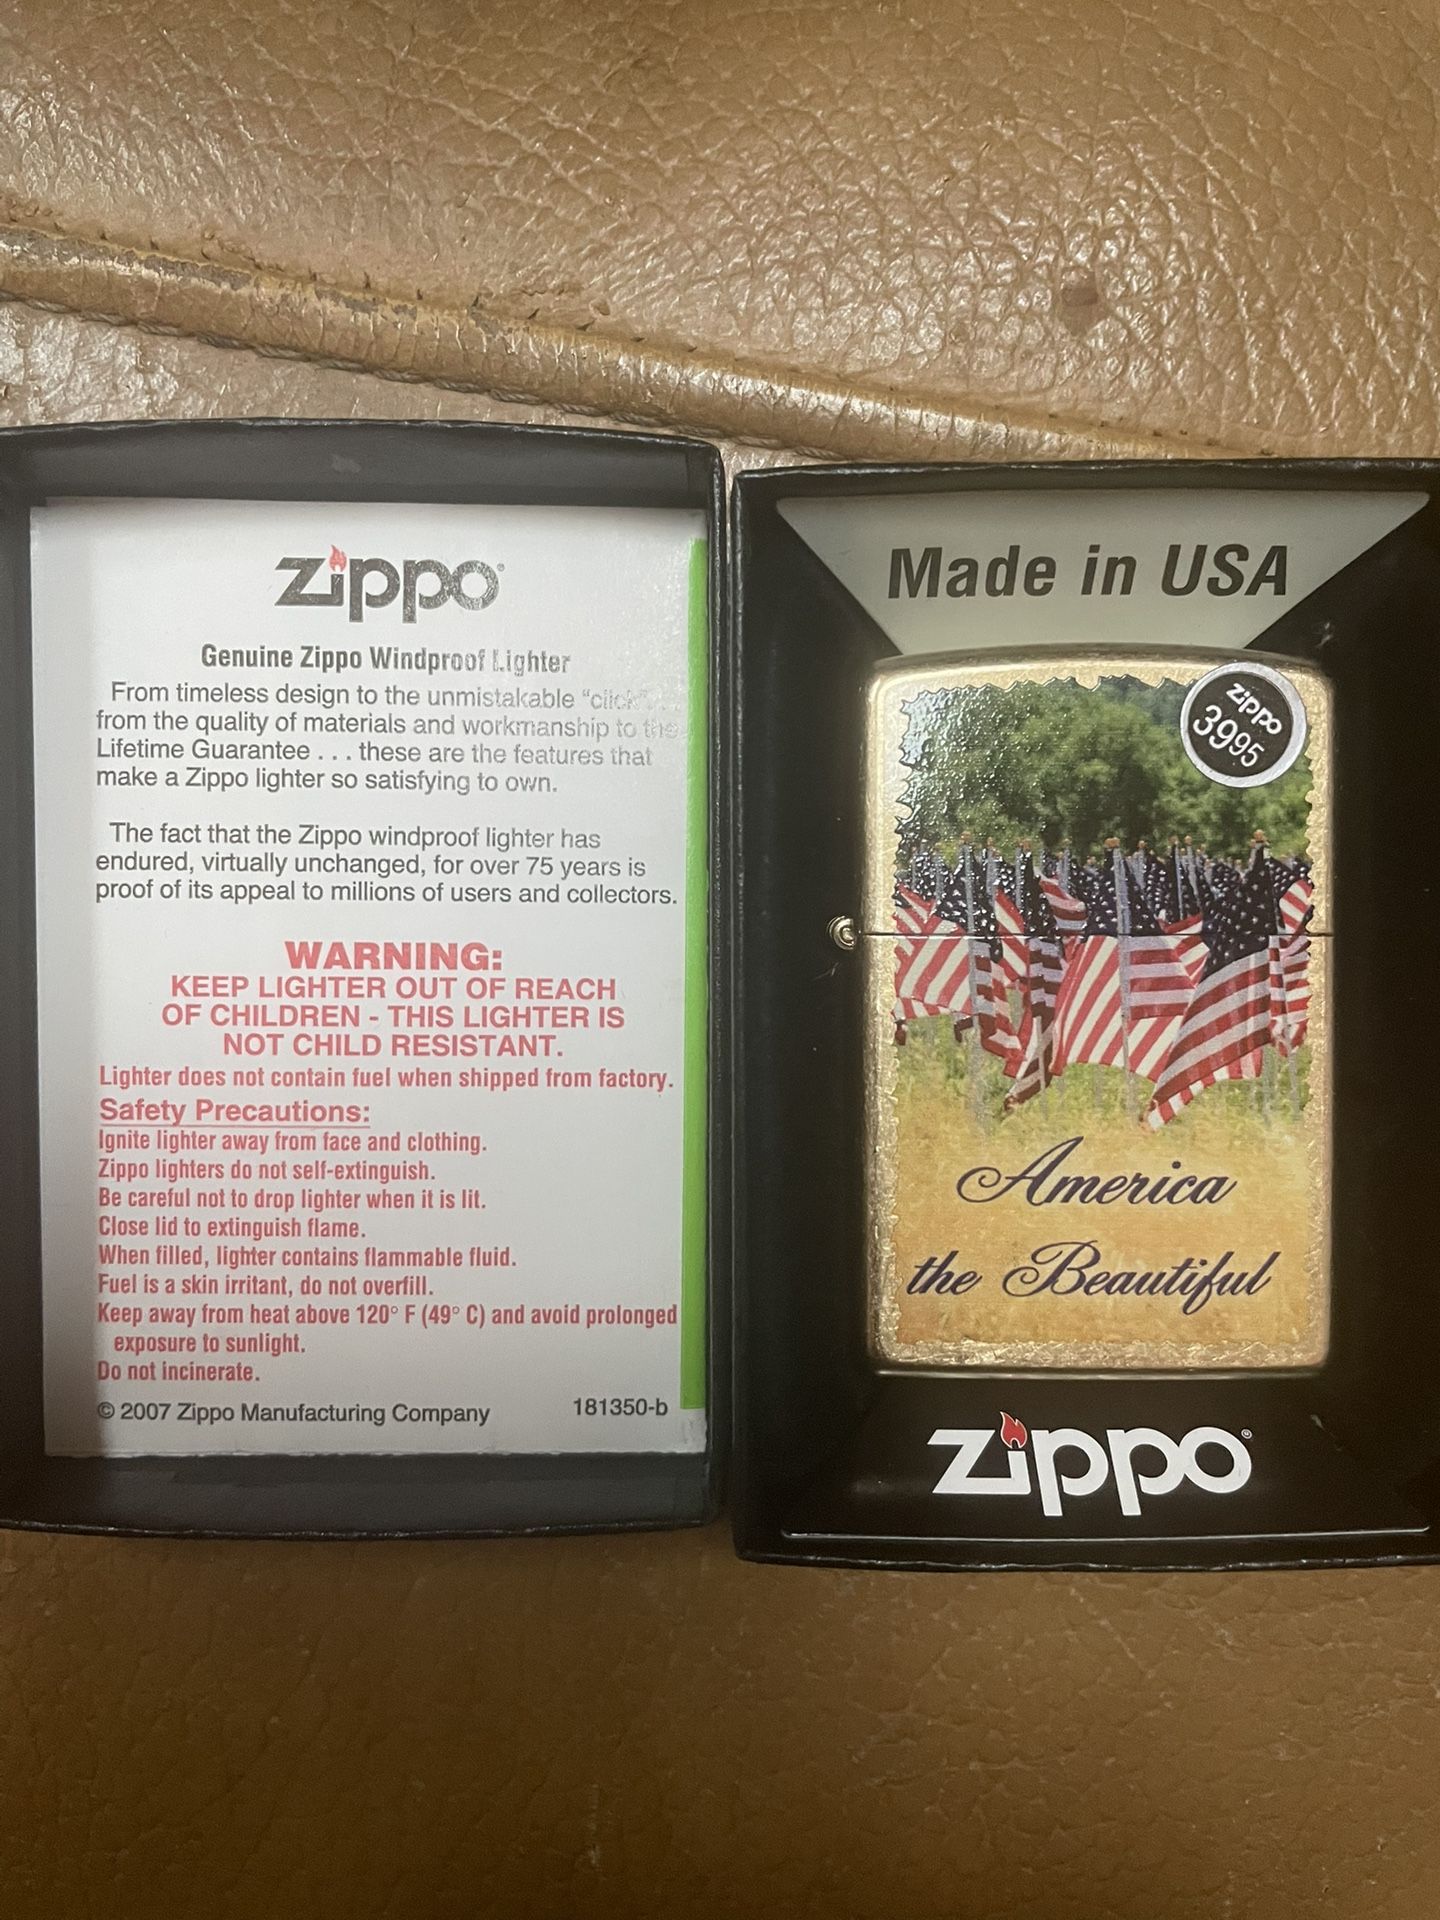 Zippo
Genuine Zippo Windproof Lighter
From timeless design to the unmistakable "click" . . .
from the quality of materials and workmanship to the
Lifetime Guarantee . . . these are the features that
make a Zippo lighter so satisfying to own.
The fact that the Zippo windproof lighter has
endured, virtually unchanged, for over 75 years is
proof of its appeal to millions of users and collectors.
WARNING:
KEEP LIGHTER OUT OF REACH
OF CHILDREN - THIS LIGHTER IS
NOT CHILD RESISTANT.
Lighter does not contain fuel when shipped from factory.
Safety Precautions:
Ignite lighter away from face and clothing.
Zippo lighters do not self-extinguish.
Be careful not to drop lighter when it is lit.
Close lid to extinguish flame.
When filled, lighter contains flammable fluid.
Fuel is a skin irritant, do not overfill.
Keep away from heat above 120° F (49° C) and avoid prolonged
exposure to sunlight.
Do not incinerate.
© 2007 Zippo Manufacturing Company 181350-b
Made in USA
Zippo
3995
America
the Beautiful
Zippo®